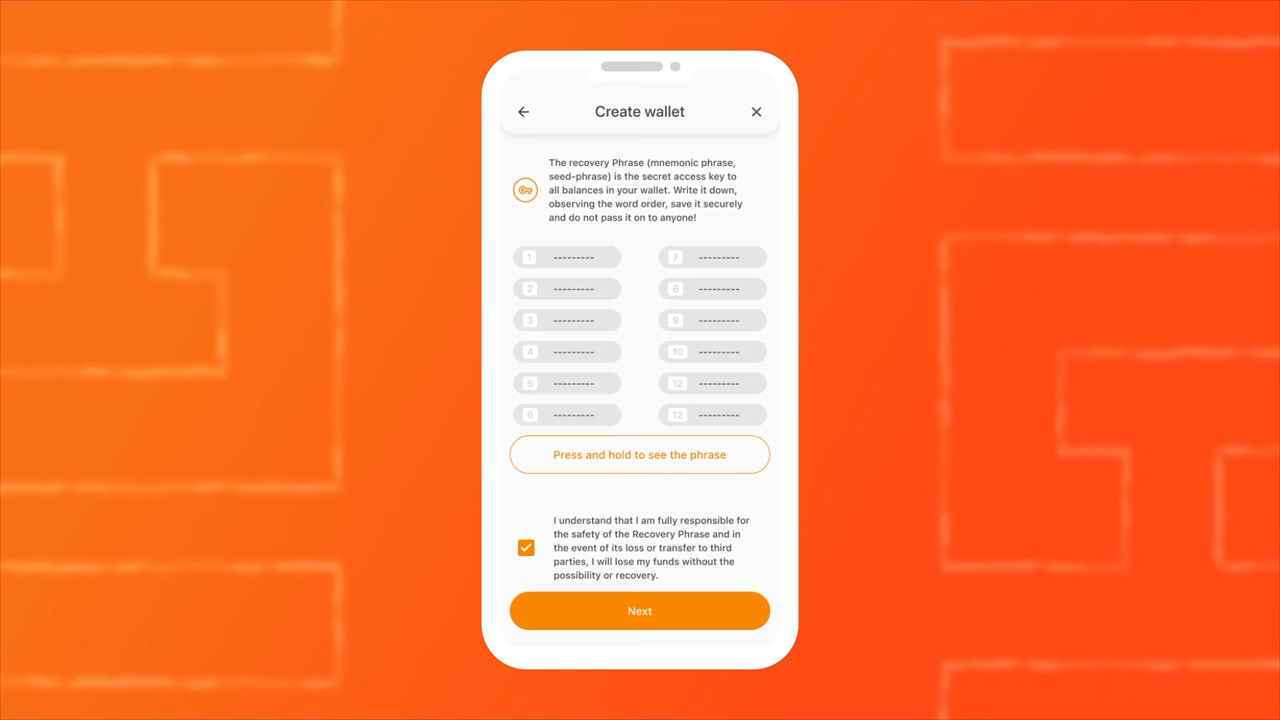 Create wallet
The recovery Phrase (mnemonic phrase,
seed-phrase) is the secret access key to
all balances in your wallet. Write it down,
observing the word order, save it securely
and do not pass it on to anyone!
1 ---------
2 ---------
3 ---------
4 ---------
5 ---------
6 ---------
7 ---------
8 ---------
9 ---------
10 ---------
12 ---------
12 ---------
Press and hold to see the phrase
I understand that I am fully responsible for
the safety of the Recovery Phrase and in
the event of its loss or transfer to third
parties, I will lose my funds without the
possibility or recovery.
Next